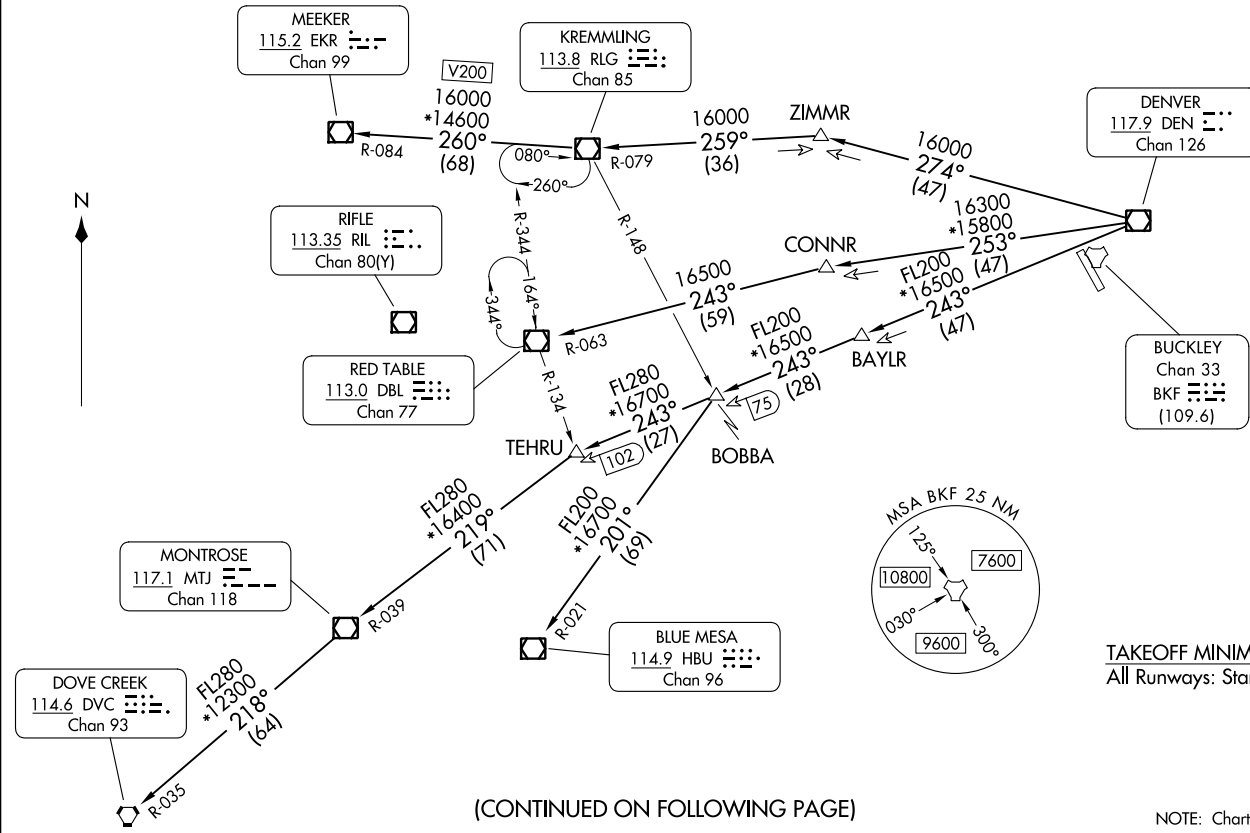 MEEKER
115.2 EKR
Chan 99
V200
16000
*14600
260°
(68)
R-084
KREMMLING
113.8 RLG
Chan 85
080°
260°
R-079
16000
259°
(36)
ZIMMR
16000
274°
(47)
DENVER
117.9 DEN
Chan 126
N
RIFLE
113.35 RIL
Chan 80(Y)
R-344
R-148
CONNR
16300
*15800
253°
(47)
164°
344°
16500
243°
(59)
R-063
FL200
*16500
243°
(47)
BAYLR
BUCKLEY
Chan 33
BKF
(109.6)
RED TABLE
113.0 DBL
Chan 77
R-134
FL200
*16500
243°
(28)
75
BOBBA
FL280
*16700
243°
(27)
102
TEHRU
FL280
*16400
219°
(71)
R-039
FL200
*16700
201°
(69)
R-021
MONTROSE
117.1 MTJ
Chan 118
BLUE MESA
114.9 HBU
Chan 96
MSA BKF 25 NM
125°
7600
10800
030°
300°
9600
DOVE CREEK
114.6 DVC
Chan 93
FL280
*12300
218°
(64)
R-035
TAKEOFF MINIM
All Runways: Star
(CONTINUED ON FOLLOWING PAGE)
NOTE: Chart